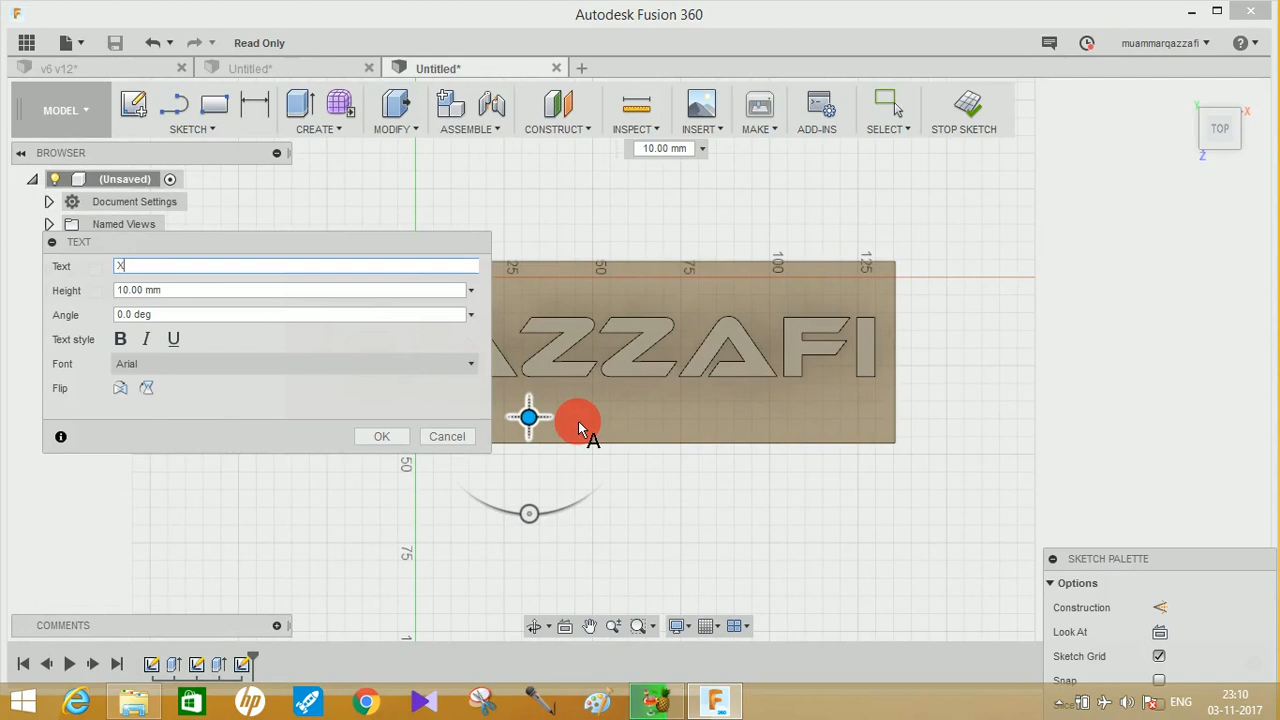 Autodesk Fusion 360
Read Only
muammarqazzafi
v6 v12*
Untitled*
Untitled*
MODEL
SKETCH
CREATE
MODIFY
ASSEMBLE
CONSTRUCT
INSPECT
INSERT
MAKE
ADD-INS
SELECT
STOP SKETCH
10.00 mm
BROWSER
(Unsaved)
Document Settings
Named Views
TOP
X
Y
Z
TEXT
Text X
Height 10.00 mm
Angle 0.0 deg
Text style B I U
Font Arial
Flip
OK Cancel
25 50 75 100 125
AZZAFI
A
50
75
SKETCH PALETTE
Options
Construction
Look At
Sketch Grid
Snap
COMMENTS
ENG
23:10
03-11-2017